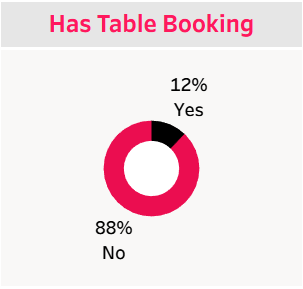 Has Table Booking
12%
Yes
88%
No